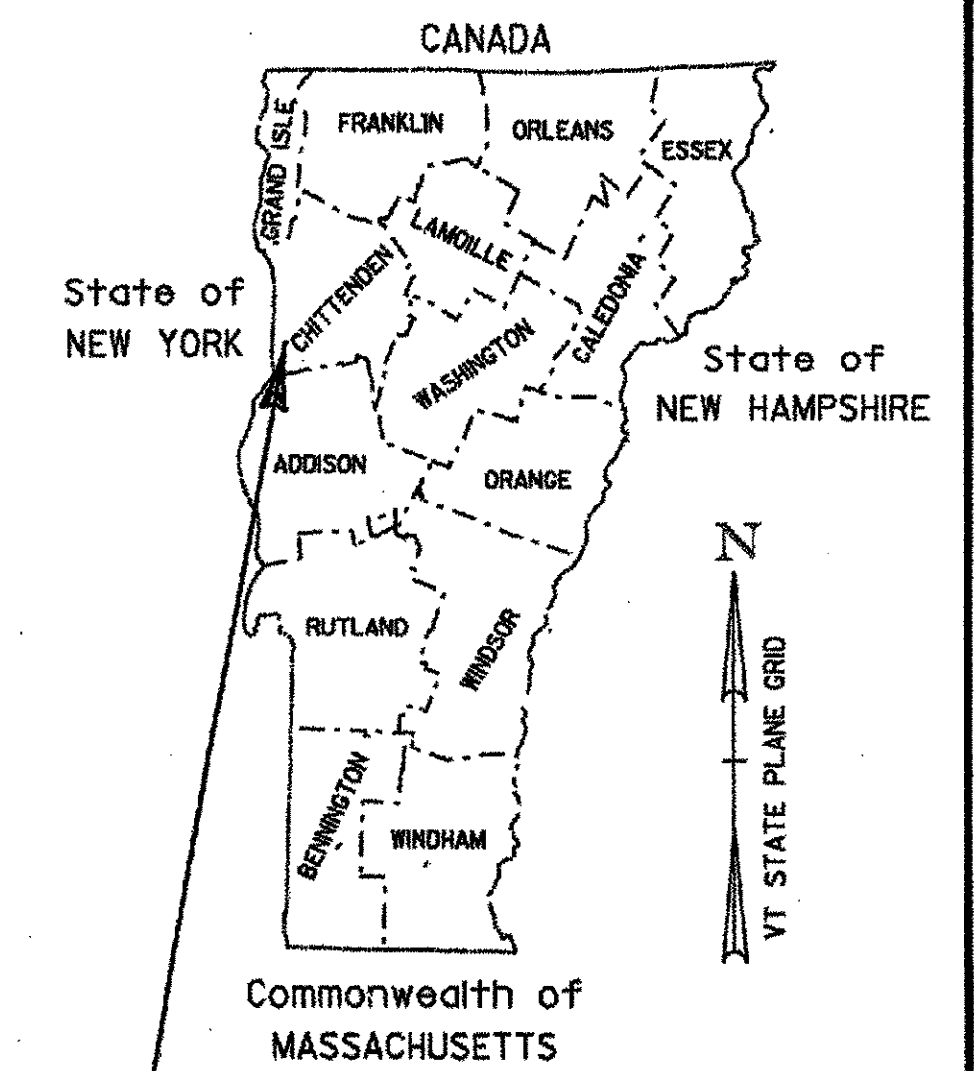 CANADA
GRAND ISLE
FRANKLIN
ORLEANS
ESSEX
LAMOILLE
CHITTENDEN
CALEDONIA
State of
NEW YORK
WASHINGTON
State of
NEW HAMPSHIRE
ADDISON
ORANGE
N
RUTLAND
WINDSOR
VT STATE PLANE GRID
BENNINGTON
WINDHAM
Commonwealth of
MASSACHUSETTS